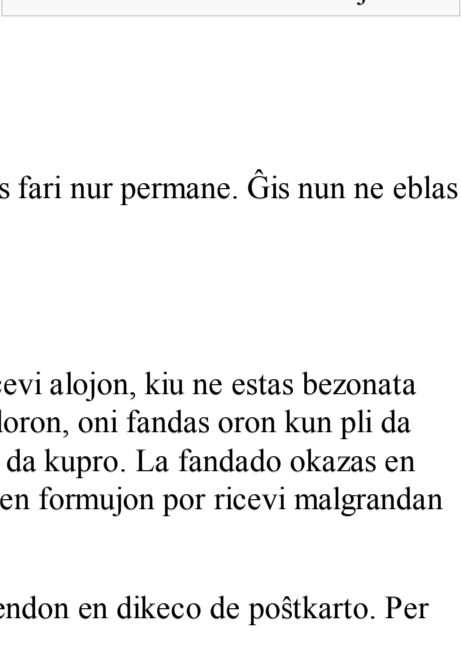 s fari nur permane. Ĝis nun ne eblas
evi alojon, kiu ne estas bezonata
loron, oni fandas oron kun pli da
da kupro. La fandado okazas en
en formujon por ricevi malgrandan
endon en dikeco de poŝtkarto. Per